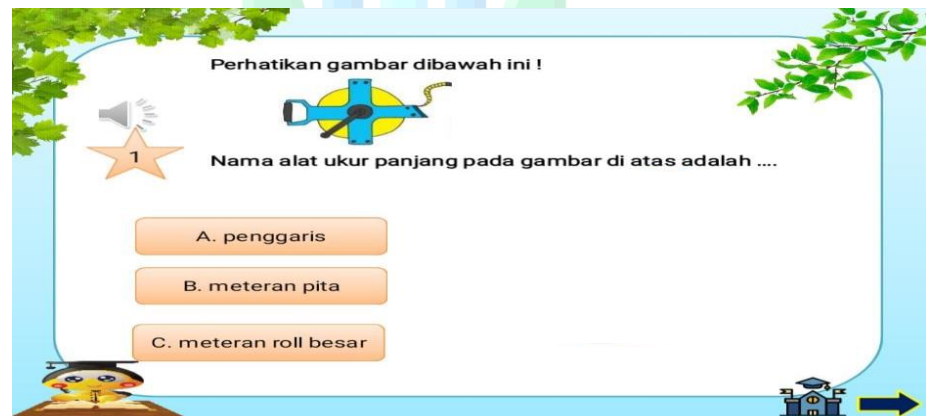 Perhatikan gambar dibawah ini !
1
Nama alat ukur panjang pada gambar di atas adalah ....
A. penggaris
B. meteran pita
C. meteran roll besar